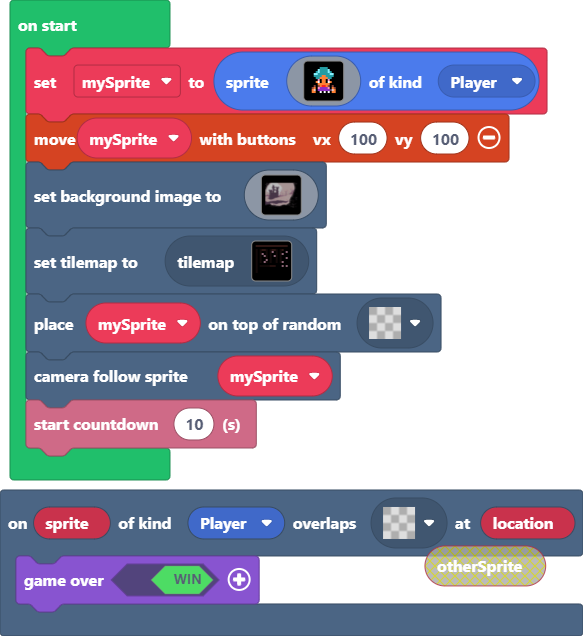 on start
set mySprite to sprite of kind Player
move mySprite with buttons vx 100 vy 100
set background image to
set tilemap to tilemap
place mySprite on top of random
camera follow sprite mySprite
start countdown 10 (s)
on sprite of kind Player overlaps at location
otherSprite
game over WIN